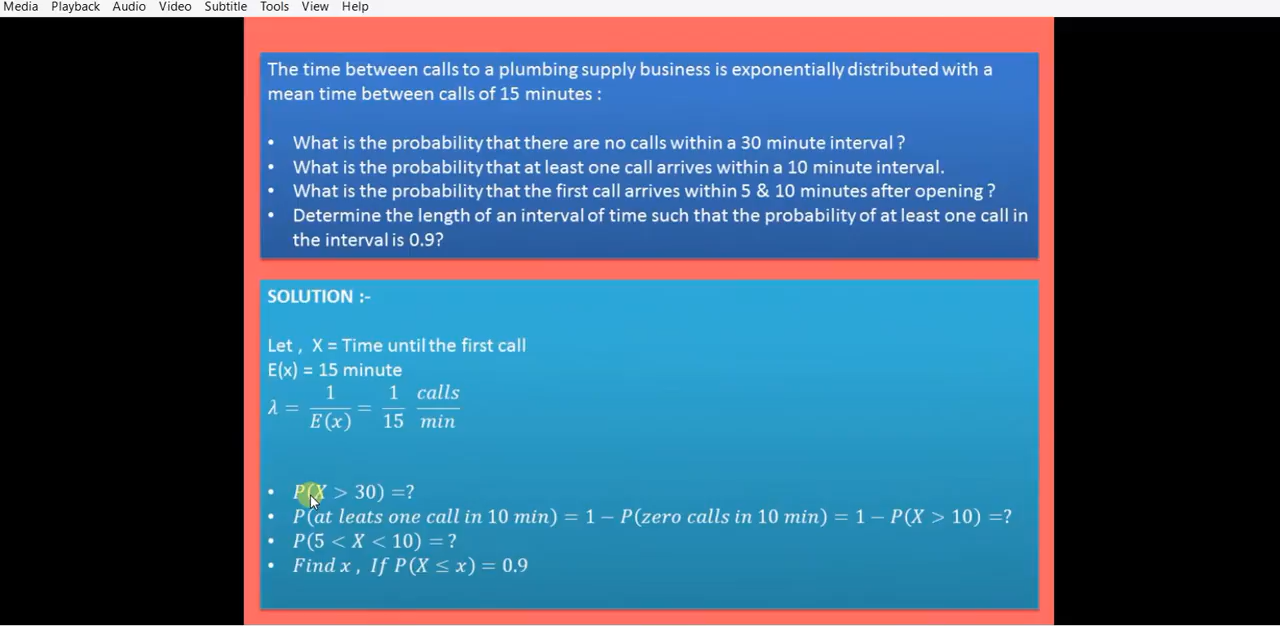 Media Playback Audio Video Subtitle Tools View Help
The time between calls to a plumbing supply business is exponentially distributed with a
mean time between calls of 15 minutes :
• What is the probability that there are no calls within a 30 minute interval ?
• What is the probability that at least one call arrives within a 10 minute interval.
• What is the probability that the first call arrives within 5 & 10 minutes after opening ?
• Determine the length of an interval of time such that the probability of at least one call in
the interval is 0.9?
SOLUTION :-
Let , X = Time until the first call
E(x) = 15 minute
λ = 1/E(x) = 1/15 calls/min
• P(X > 30) =?
• P(at leats one call in 10 min) = 1 − P(zero calls in 10 min) = 1 − P(X > 10) =?
• P(5 < X < 10) = ?
• Find x , If P(X ≤ x) = 0.9